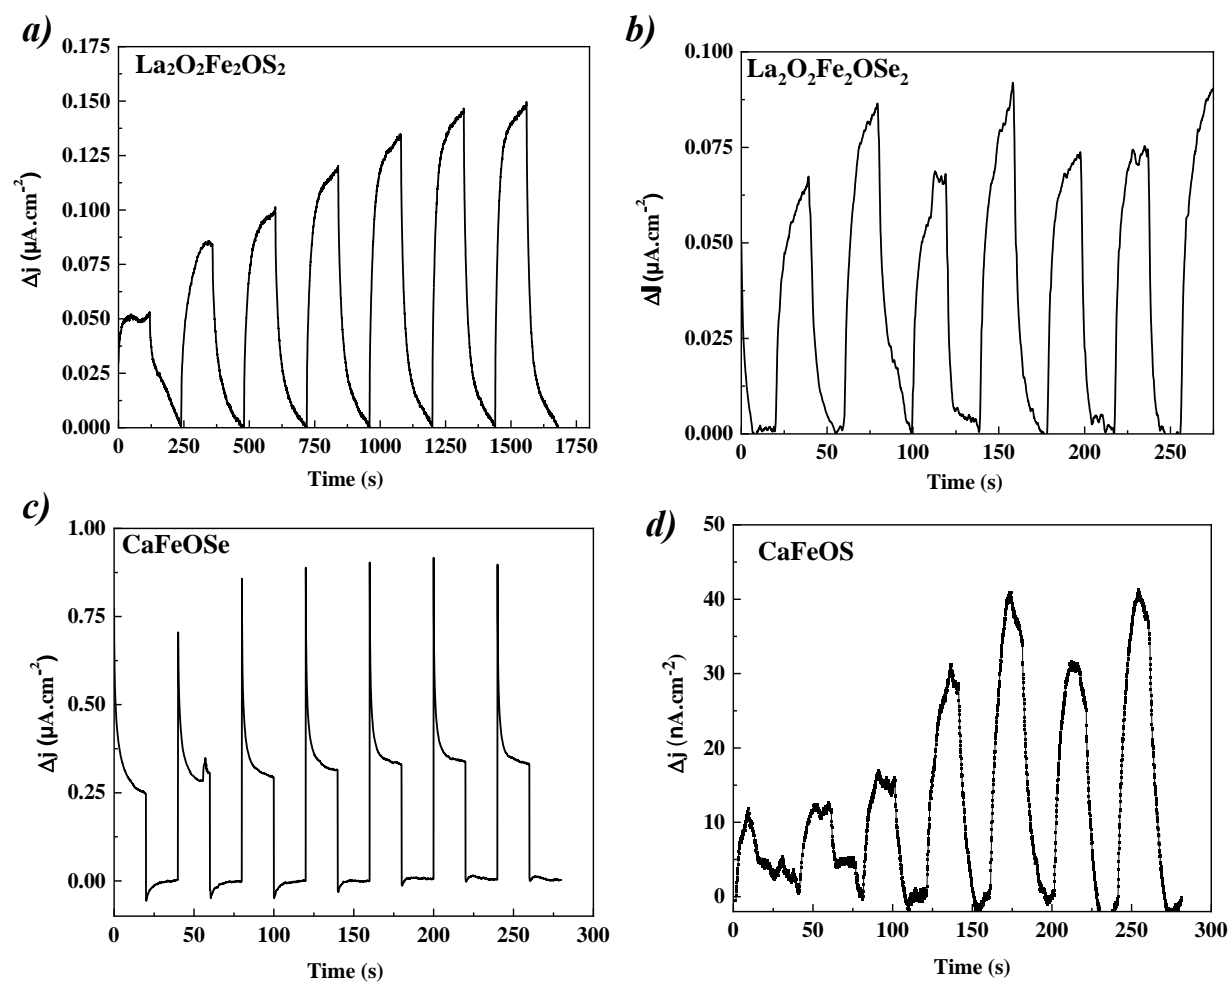 a)
La₂O₂Fe₂OS₂
0.175
0.150
0.125
0.100
0.075
0.050
0.025
0.000
Δj (µA.cm⁻²)
0 250 500 750 1000 1250 1500 1750
Time (s)
b)
La₂O₂Fe₂OSe₂
0.100
0.075
0.050
0.025
0.000
ΔJ (µA.cm⁻²)
0 50 100 150 200 250
Time (s)
c)
CaFeOSe
1.00
0.75
0.50
0.25
0.00
Δj (µA.cm⁻²)
0 50 100 150 200 250 300
Time (s)
d)
CaFeOS
50
40
30
20
10
0
Δj (nA.cm⁻²)
0 50 100 150 200 250 300
Time (s)